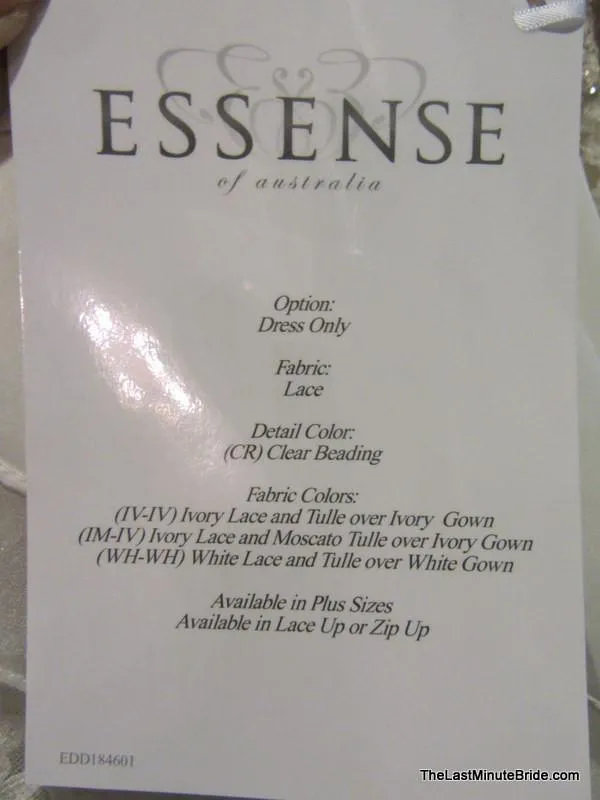 ESSENSE
of australia
Option:
Dress Only
Fabric:
Lace
Detail Color:
(CR) Clear Beading
Fabric Colors:
(IV-IV) Ivory Lace and Tulle over Ivory Gown
(IM-IV) Ivory Lace and Moscato Tulle over Ivory Gown
(WH-WH) White Lace and Tulle over White Gown
Available in Plus Sizes
Available in Lace Up or Zip Up
EDD184601
TheLastMinuteBride.com